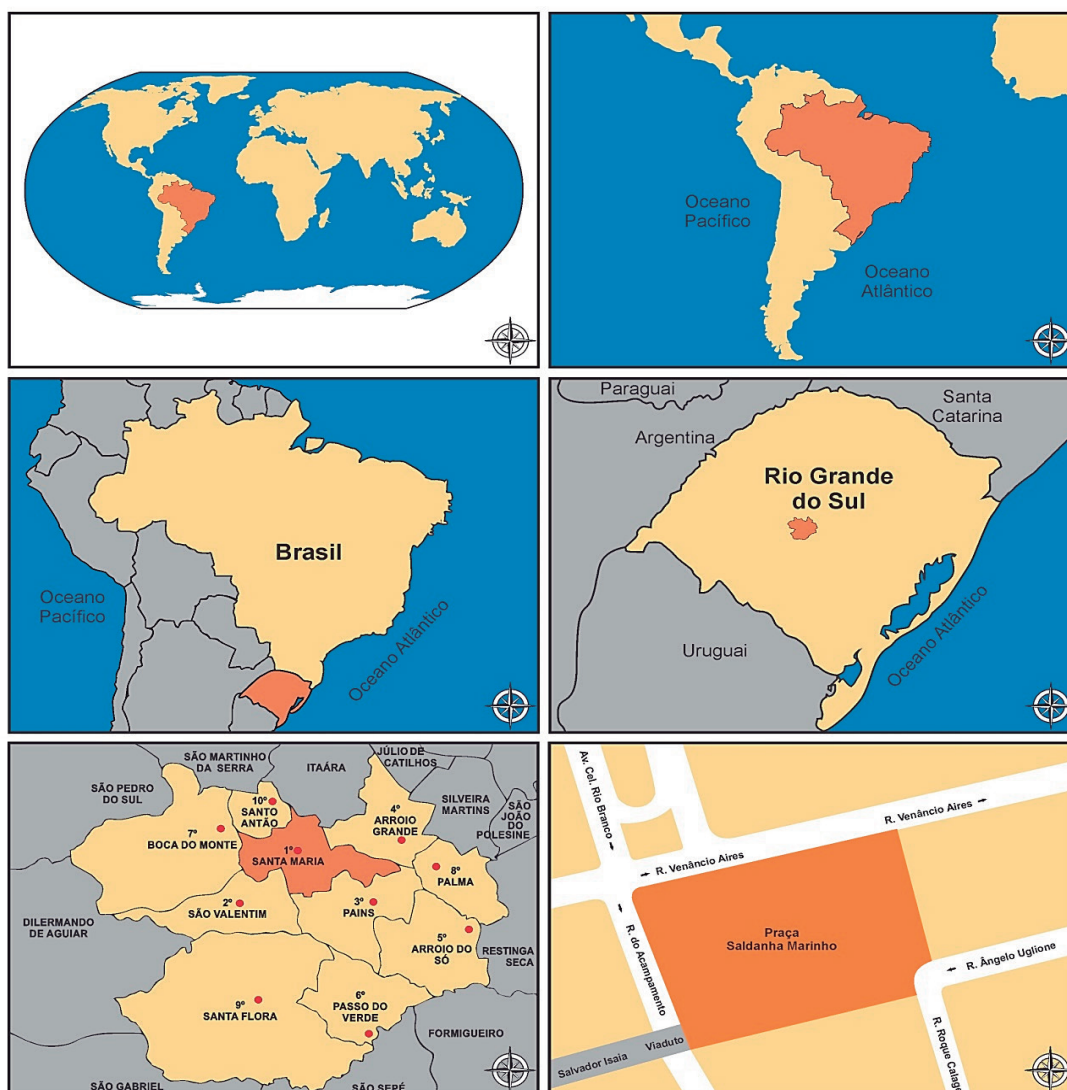 Oceano
Pacífico
Oceano
Atlântico
Brasil
Oceano
Pacífico
Oceano Atlântico
Paraguai
Santa
Catarina
Argentina
Rio Grande
do Sul
Uruguai
Oceano Atlântico
SÃO MARTINHO
DA SERRA
ITAÁRA
JÚLIO DE
CATILHOS
SÃO PEDRO
DO SUL
SILVEIRA
MARTINS
SÃO
JOÃO
DO
POLESINE
10º
SANTO
ANTÃO
4º
ARROIO
GRANDE
7º
BOCA DO MONTE
1º
SANTA MARIA
8º
PALMA
2º
SÃO VALENTIM
3º
PAINS
DILERMANDO
DE AGUIAR
5º
ARROIO DO
SÓ
RESTINGA
SECA
9º
SANTA FLORA
6º
PASSO DO
VERDE
FORMIGUEIRO
SÃO GABRIEL
SÃO SEPÉ
Av. Cel. Rio Branco
R. Venâncio Aires
R. Venâncio Aires
Praça
Saldanha Marinho
R. do Acampamento
R. Ângelo Uglione
Salvador Isaia Viaduto
R. Roque Calag